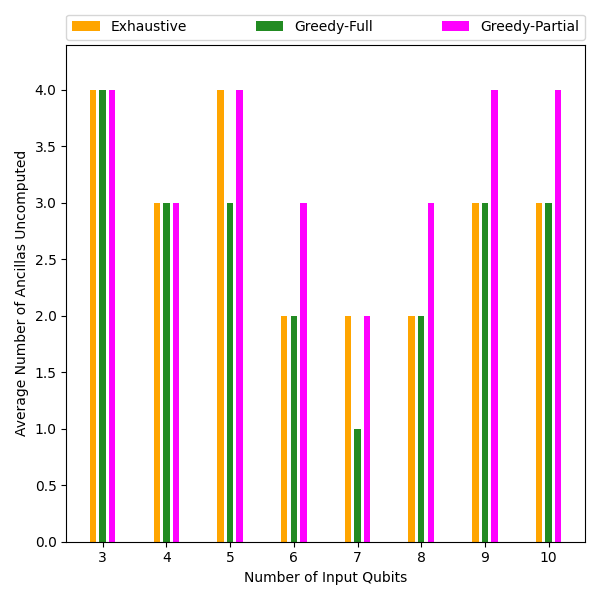 Exhaustive Greedy-Full Greedy-Partial
4.0
3.5
3.0
2.5
2.0
1.5
1.0
0.5
0.0
Average Number of Ancillas Uncomputed
3 4 5 6 7 8 9 10
Number of Input Qubits